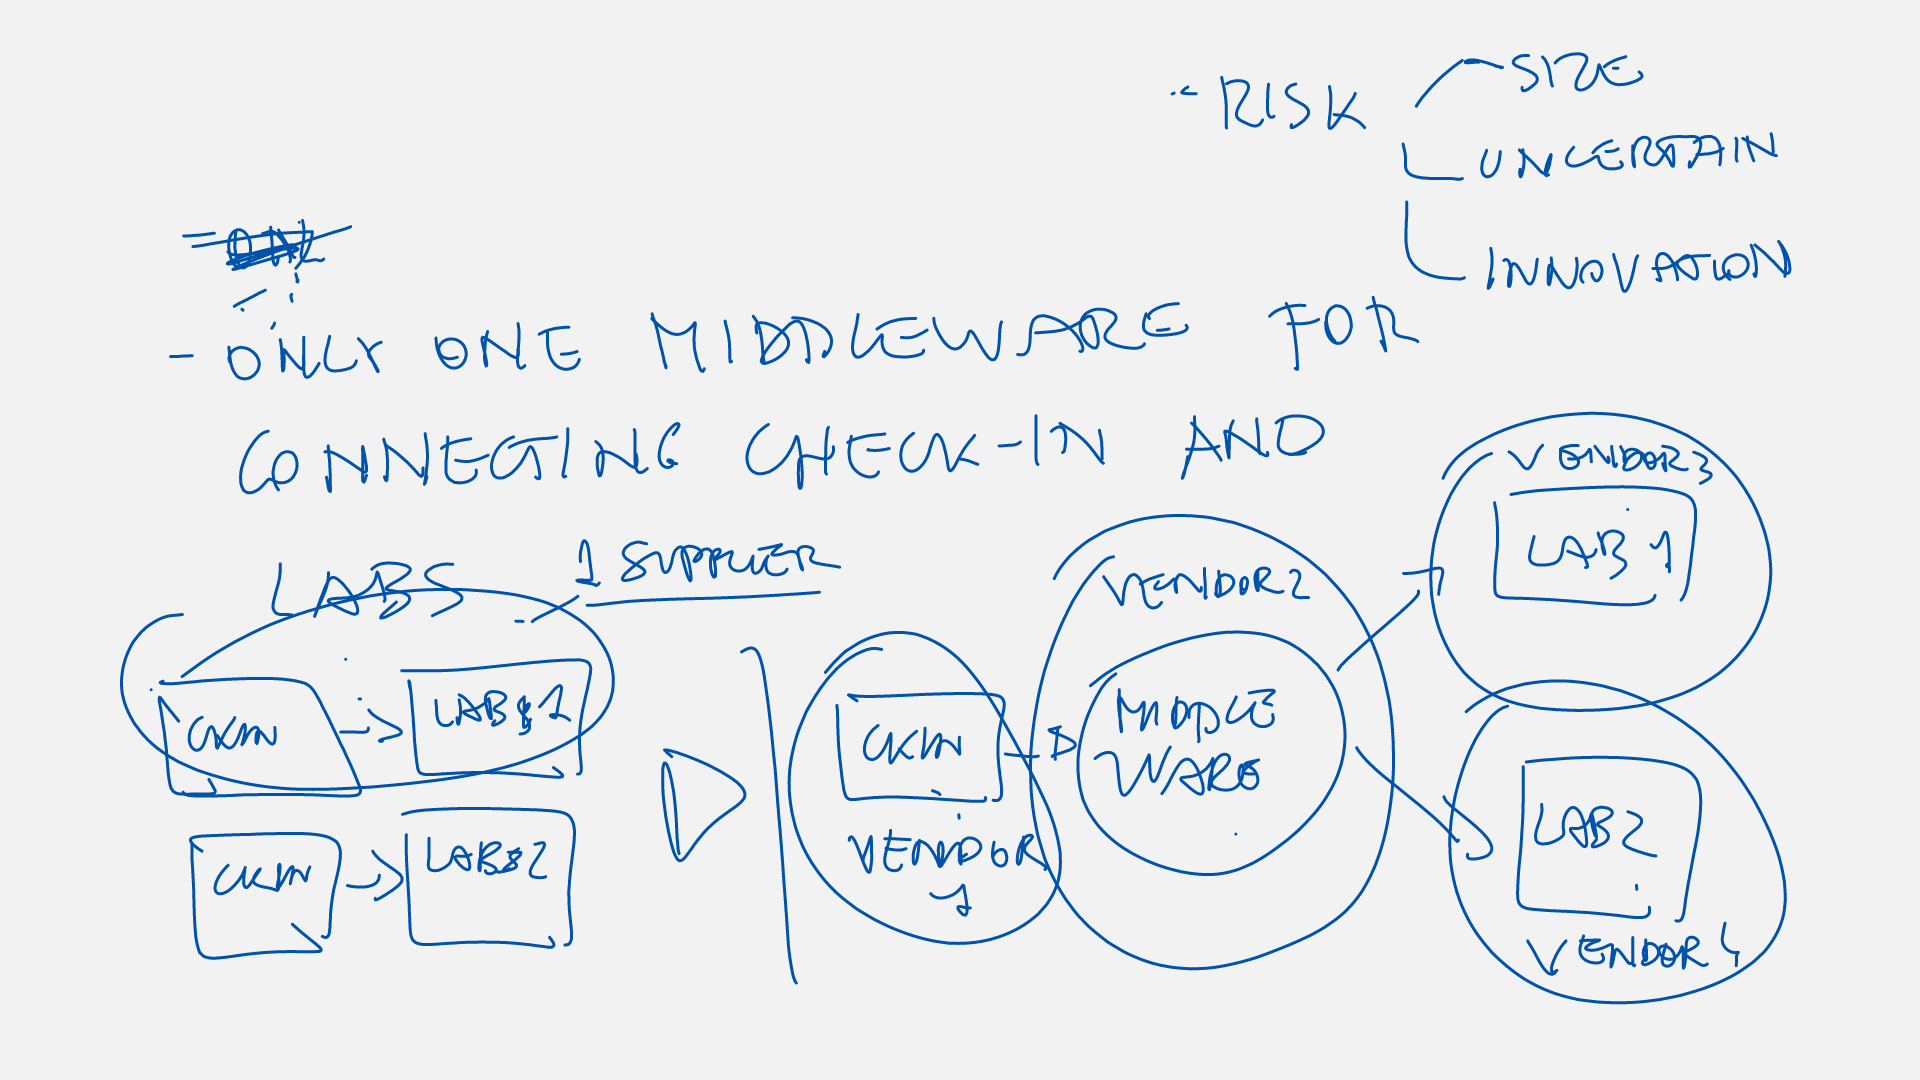 - RISK
SIZE
UNCERTAIN
INNOVATION
- ONLY ONE MIDDLEWARE FOR
CONNECTING CHECK-IN AND
LABS
1 SUPPLIER
CKIN
LAB 1
CKIN
LAB 2
CKIN
VENDOR
1
VENDOR 2
MIDDLE
WARE
VENDOR 3
LAB 1
LAB 2
VENDOR 4